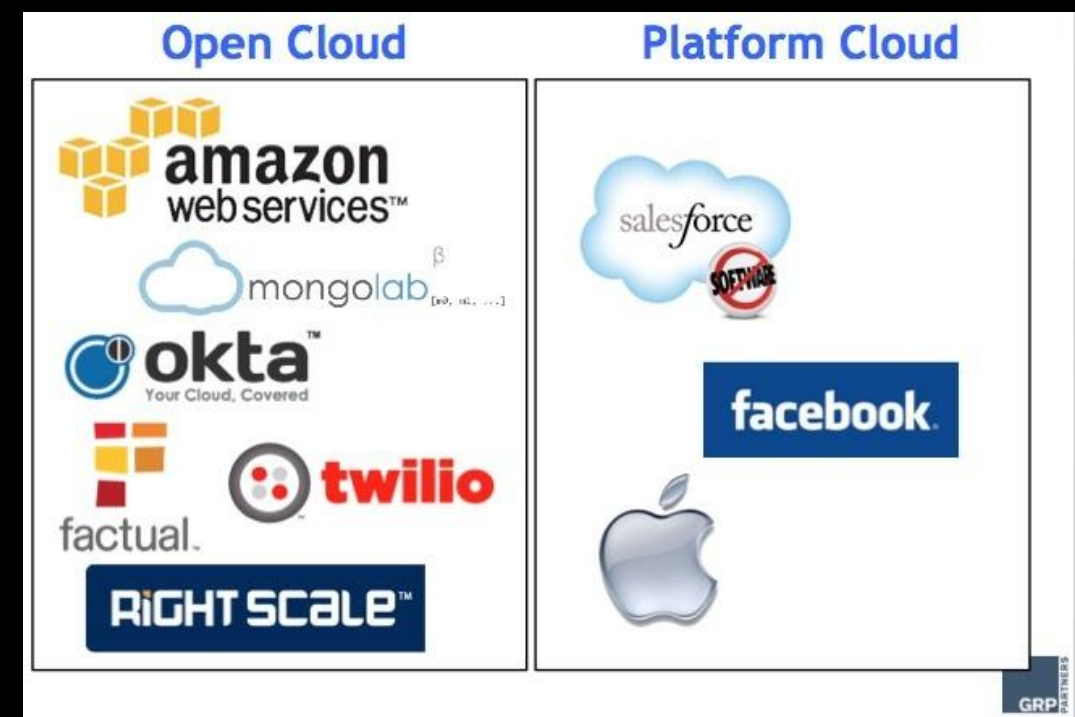 Open Cloud
Platform Cloud
amazon
web services™
β
mongolab
okta™
Your Cloud, Covered
factual.
twilio
RiGHT SCaLe™
salesforce
SOFTWARE
facebook.
GRP
PARTNERS